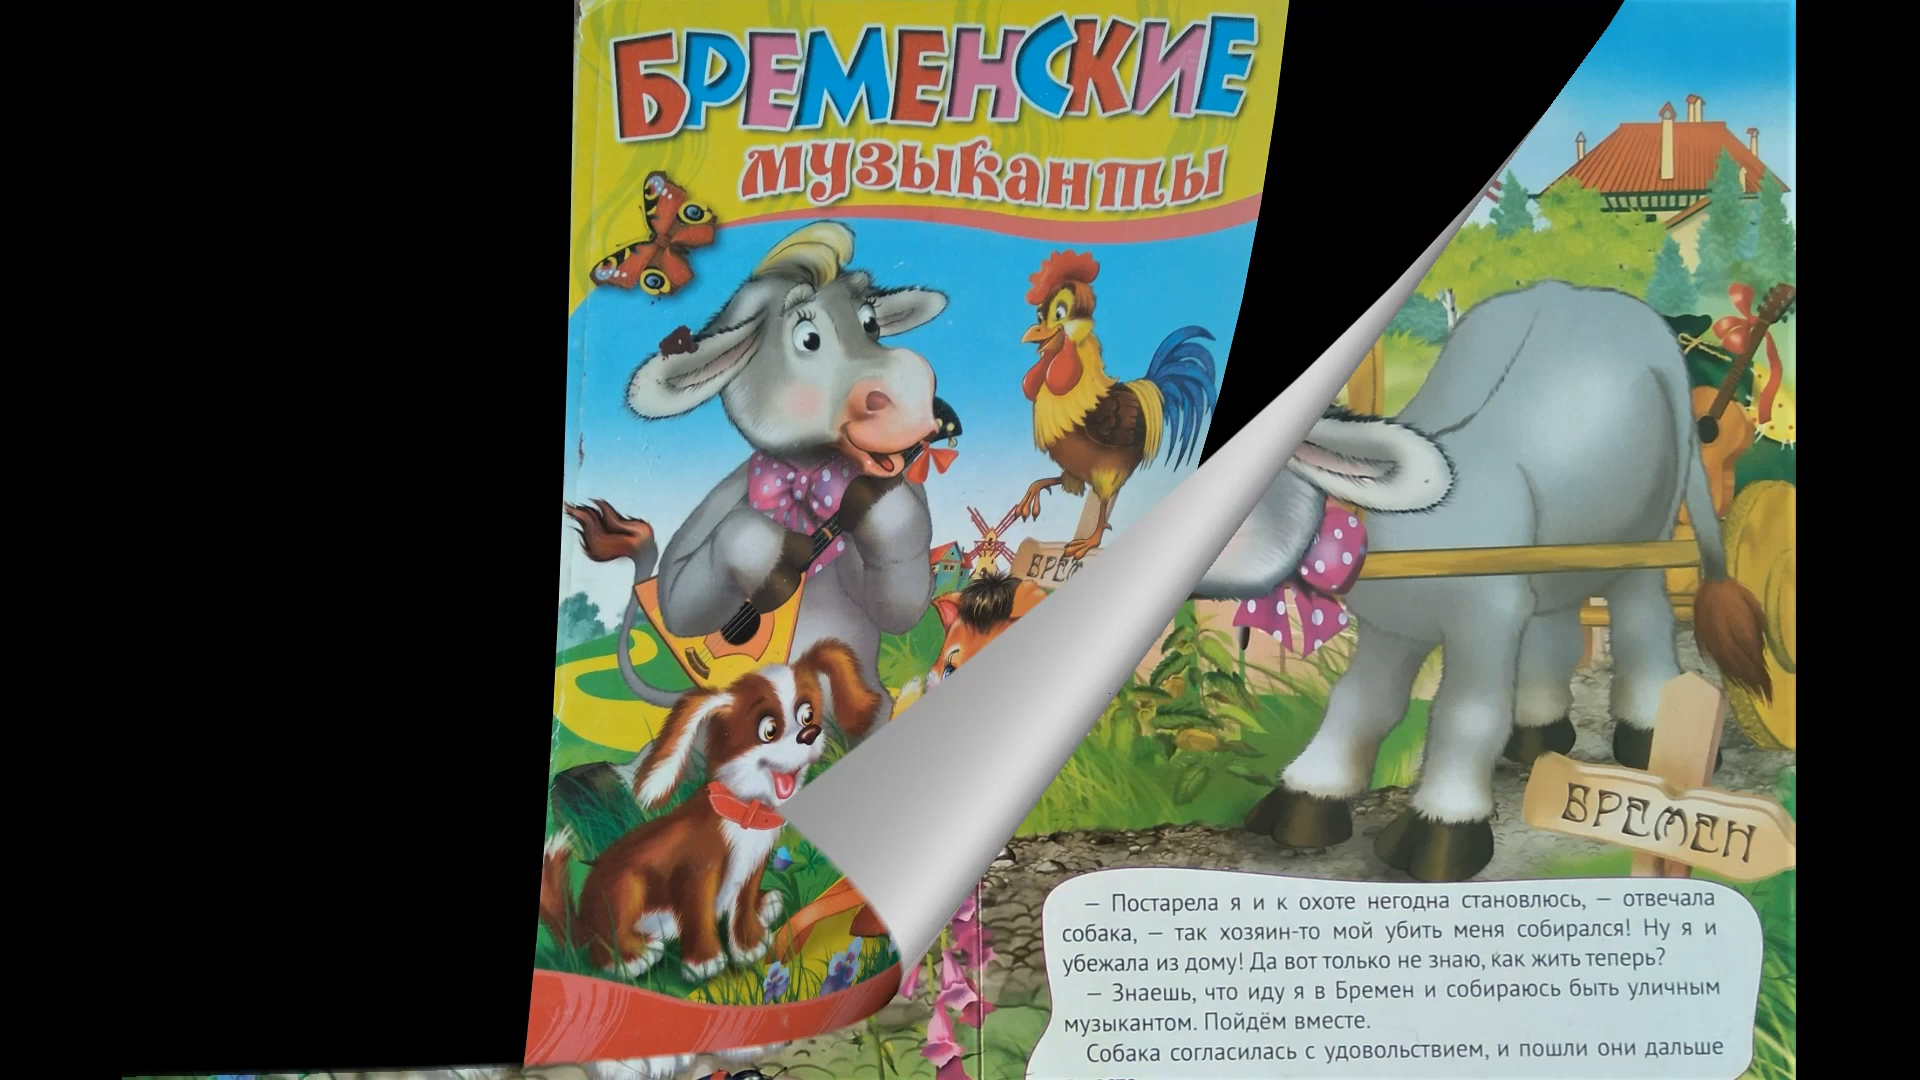 БРЕМЕНСКИЕ
музыканты
БРЕМЕН
– Постарела я и к охоте негодна становлюсь, – отвечала
собака, – так хозяин-то мой убить меня собирался! Ну я и
убежала из дому! Да вот только не знаю, как жить теперь?
– Знаешь, что иду я в Бремен и собираюсь быть уличным
музыкантом. Пойдём вместе.
Собака согласилась с удовольствием, и пошли они дальше